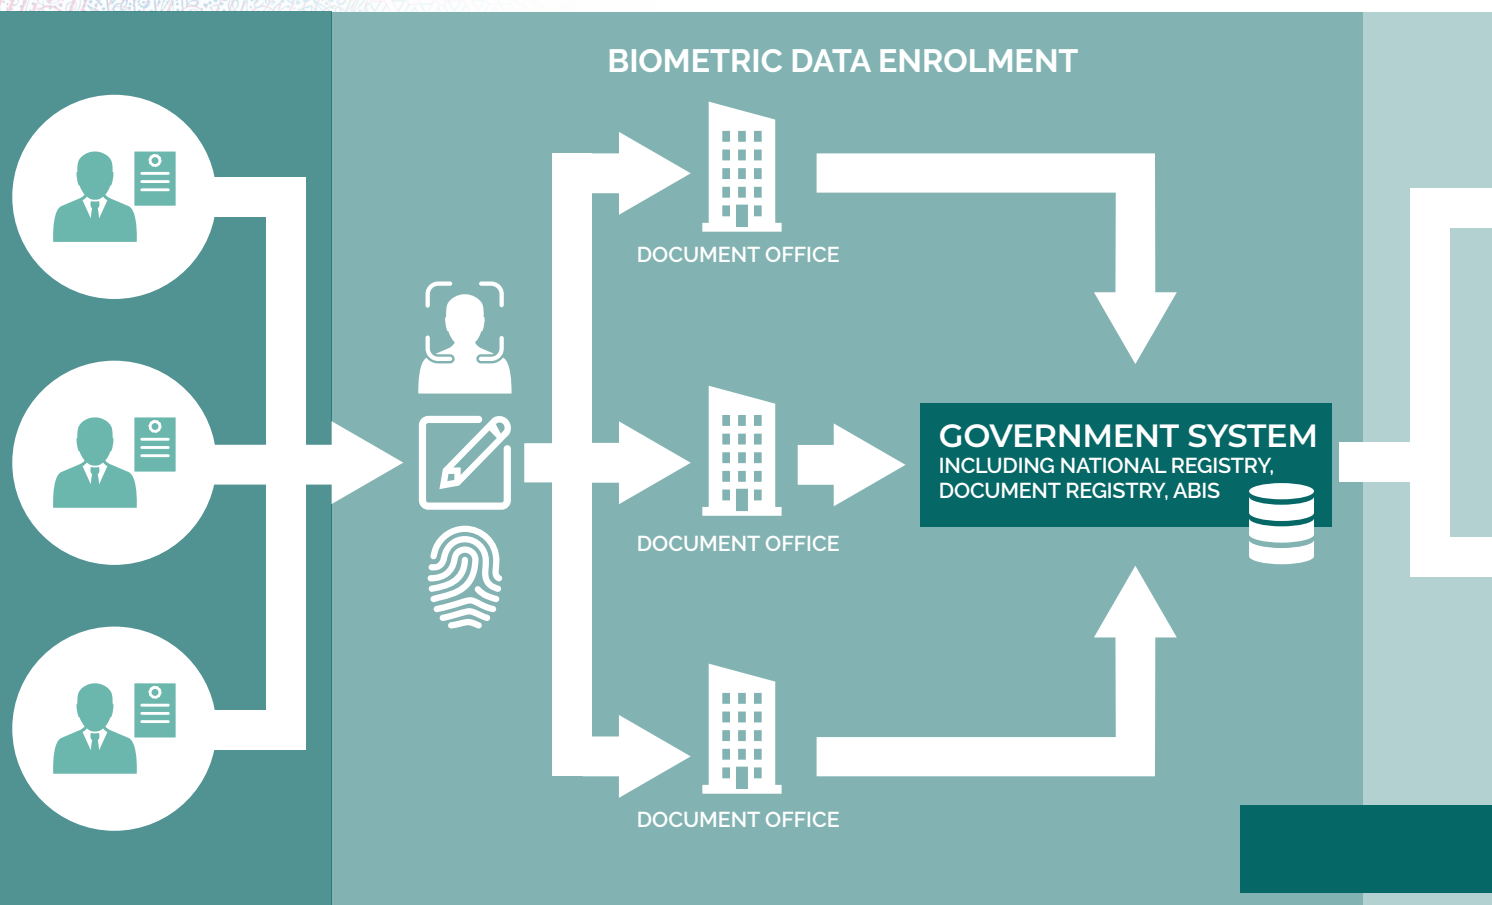 BIOMETRIC DATA ENROLMENT
DOCUMENT OFFICE
DOCUMENT OFFICE
GOVERNMENT SYSTEM
INCLUDING NATIONAL REGISTRY,
DOCUMENT REGISTRY, ABIS
DOCUMENT OFFICE